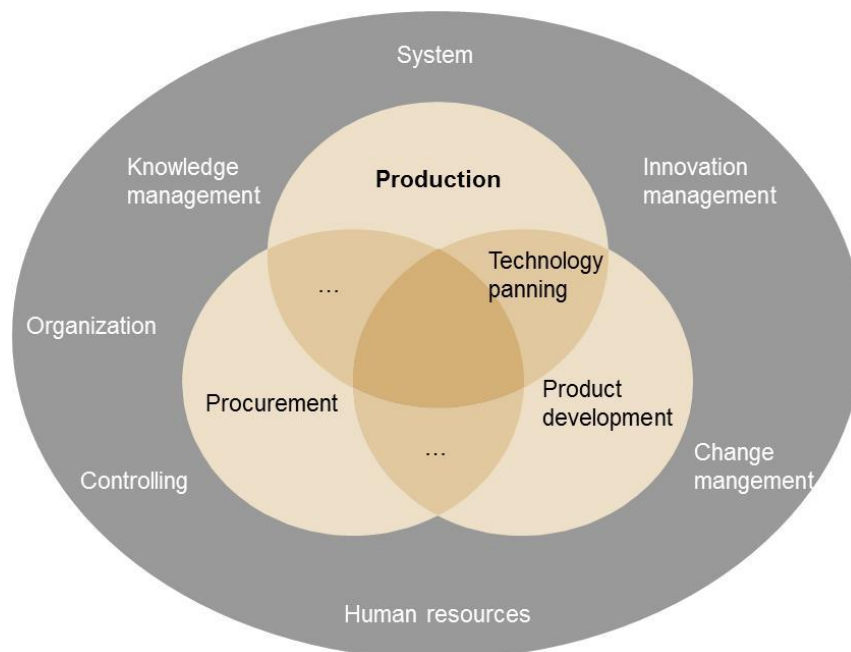 System
Knowledge
management
Innovation
management
Production
Technology
panning
…
Organization
Procurement
Product
development
…
Controlling
Change
mangement
Human resources